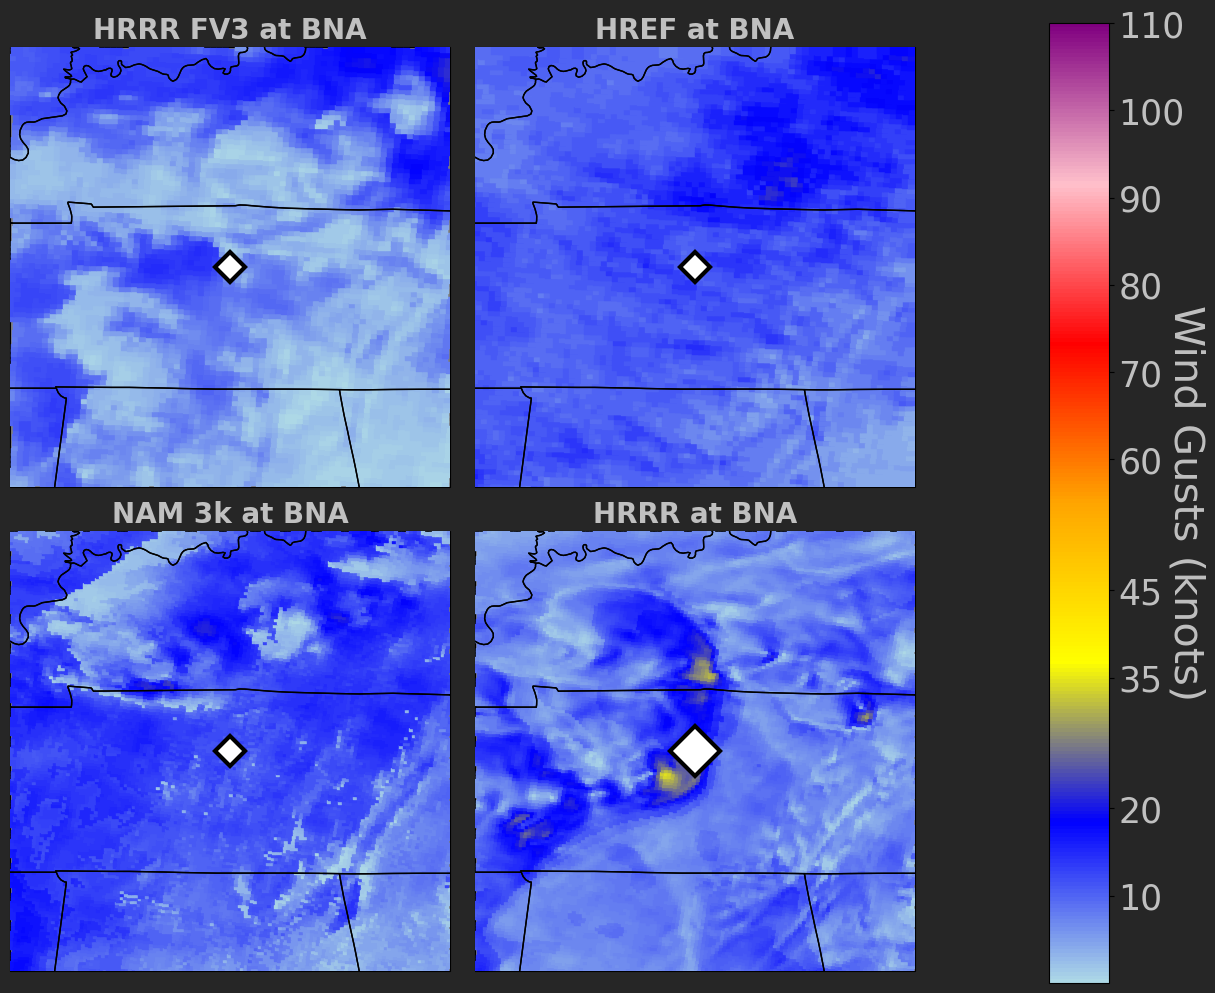 HRRR FV3 at BNA
HREF at BNA
NAM 3k at BNA
HRRR at BNA
110
100
90
80
70
60
45
35
20
10
Wind Gusts (knots)